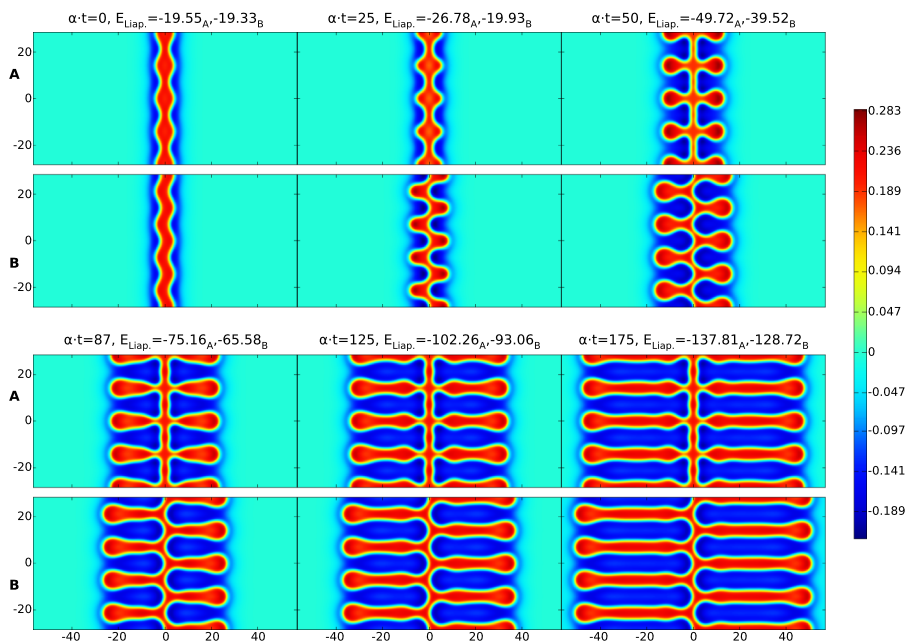 α·t=0, E_Liap.=-19.55_A,-19.33_B
α·t=25, E_Liap.=-26.78_A,-19.93_B
α·t=50, E_Liap.=-49.72_A,-39.52_B
A
20
0
-20
B
20
0
-20
α·t=87, E_Liap.=-75.16_A,-65.58_B
α·t=125, E_Liap.=-102.26_A,-93.06_B
α·t=175, E_Liap.=-137.81_A,-128.72_B
A
20
0
-20
B
20
0
-20
-40 -20 0 20 40
-40 -20 0 20 40
-40 -20 0 20 40
0.283
0.236
0.189
0.141
0.094
0.047
0
-0.047
-0.097
-0.141
-0.189